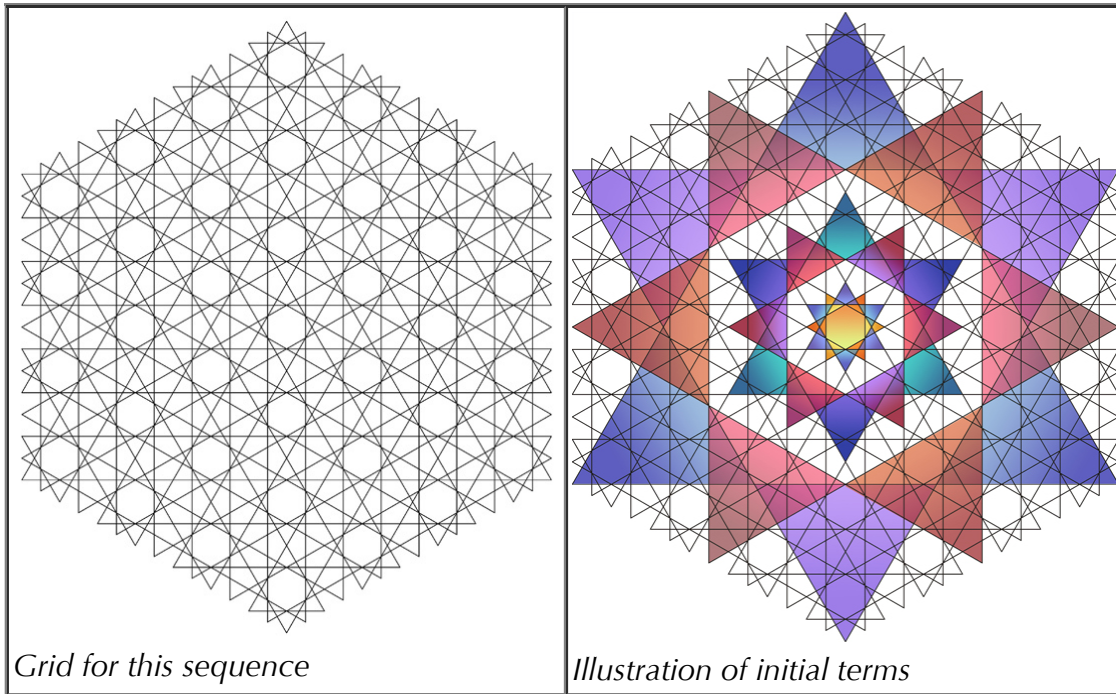 Grid for this sequence
Illustration of initial terms